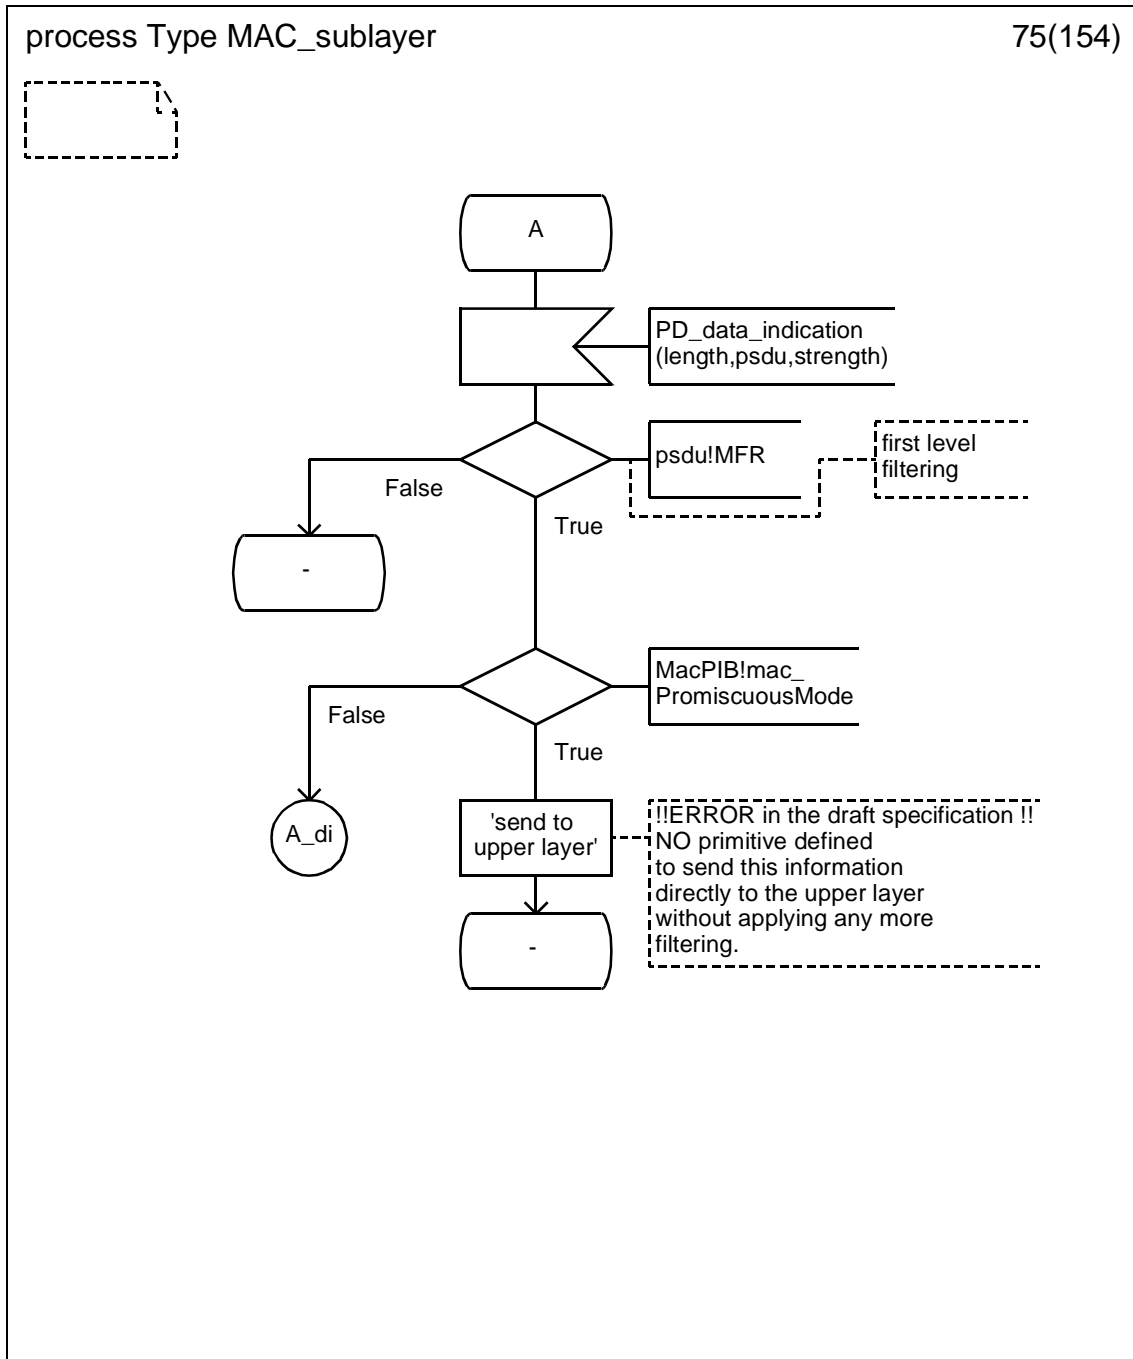 process Type MAC_sublayer
75(154)
A
PD_data_indication
(length,psdu,strength)
psdu!MFR
first level
filtering
False
True
-
MacPIB!mac_
PromiscuousMode
False
True
A_di
'send to
upper layer'
!!ERROR in the draft specification !!
NO primitive defined
to send this information
directly to the upper layer
without applying any more
filtering.
-